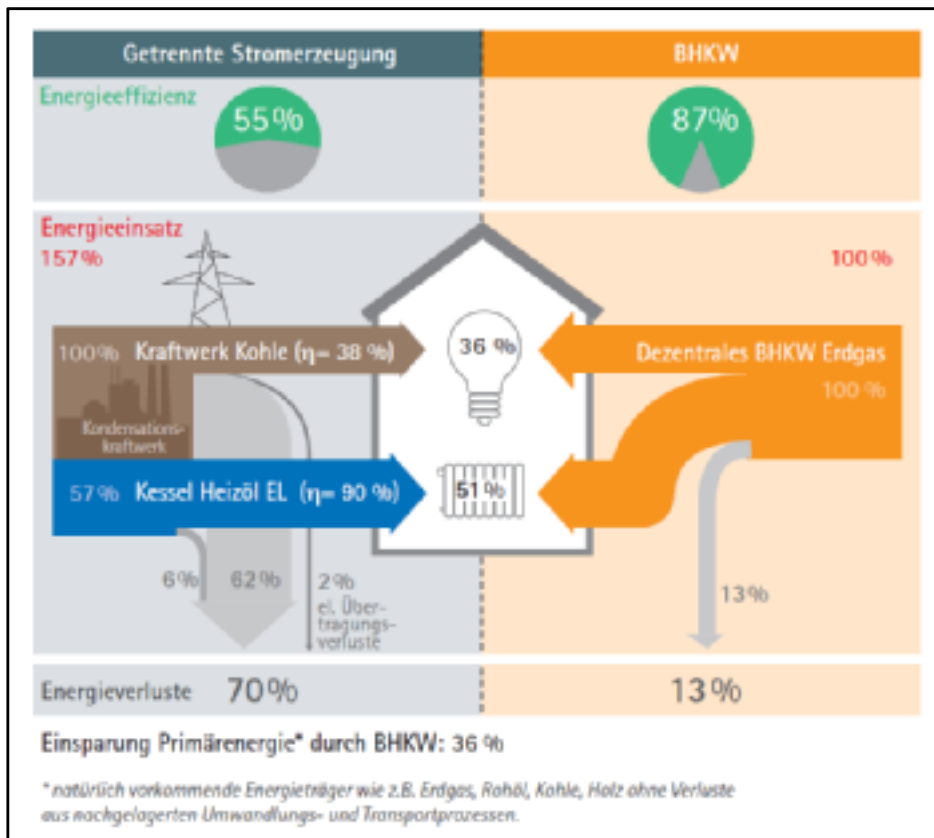 Getrennte Stromerzeugung
BHKW
Energieeffizienz
55%
87%
Energieeinsatz
157%
100%
100% Kraftwerk Kohle (η= 38 %)
36 %
Dezentrales BHKW Erdgas
100 %
Kondensations-
kraftwerk
57% Kessel Heizöl EL (η= 90 %)
51%
6%
62%
2%
el. Über-
tragungs-
verluste
13%
Energieverluste
70%
13%
Einsparung Primärenergie* durch BHKW: 36 %
* natürlich vorkommende Energieträger wie z.B. Erdgas, Rohöl, Kohle, Holz ohne Verluste
aus nachgelagerten Umwandlungs- und Transportprozessen.